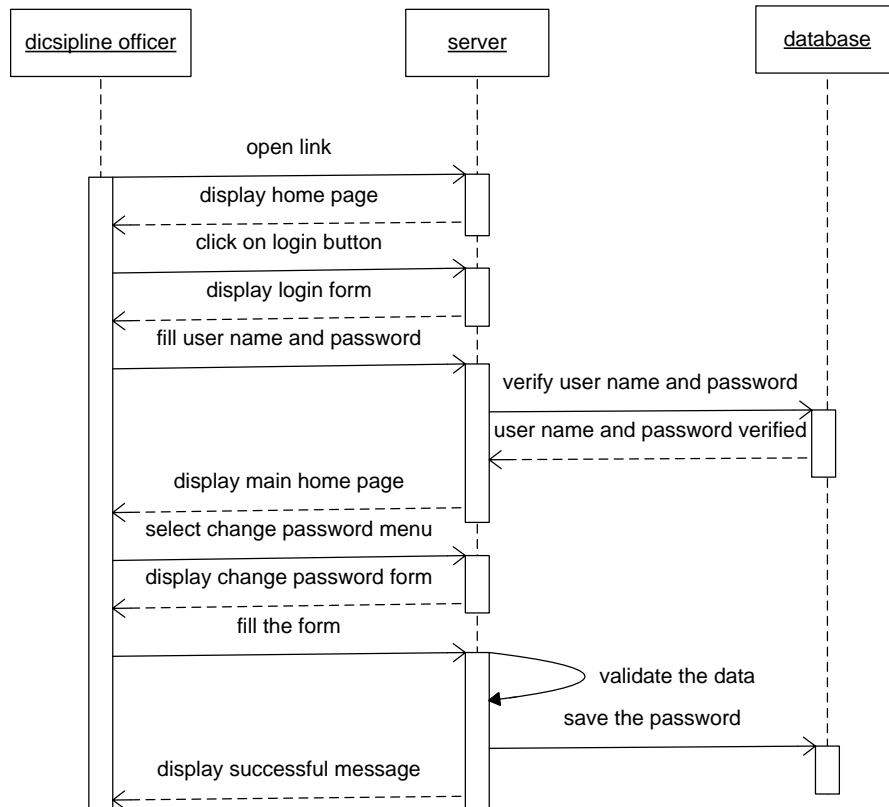 dicsipline officer
server
database
open link
display home page
click on login button
display login form
fill user name and password
verify user name and password
user name and password verified
display main home page
select change password menu
display change password form
fill the form
validate the data
save the password
display successful message